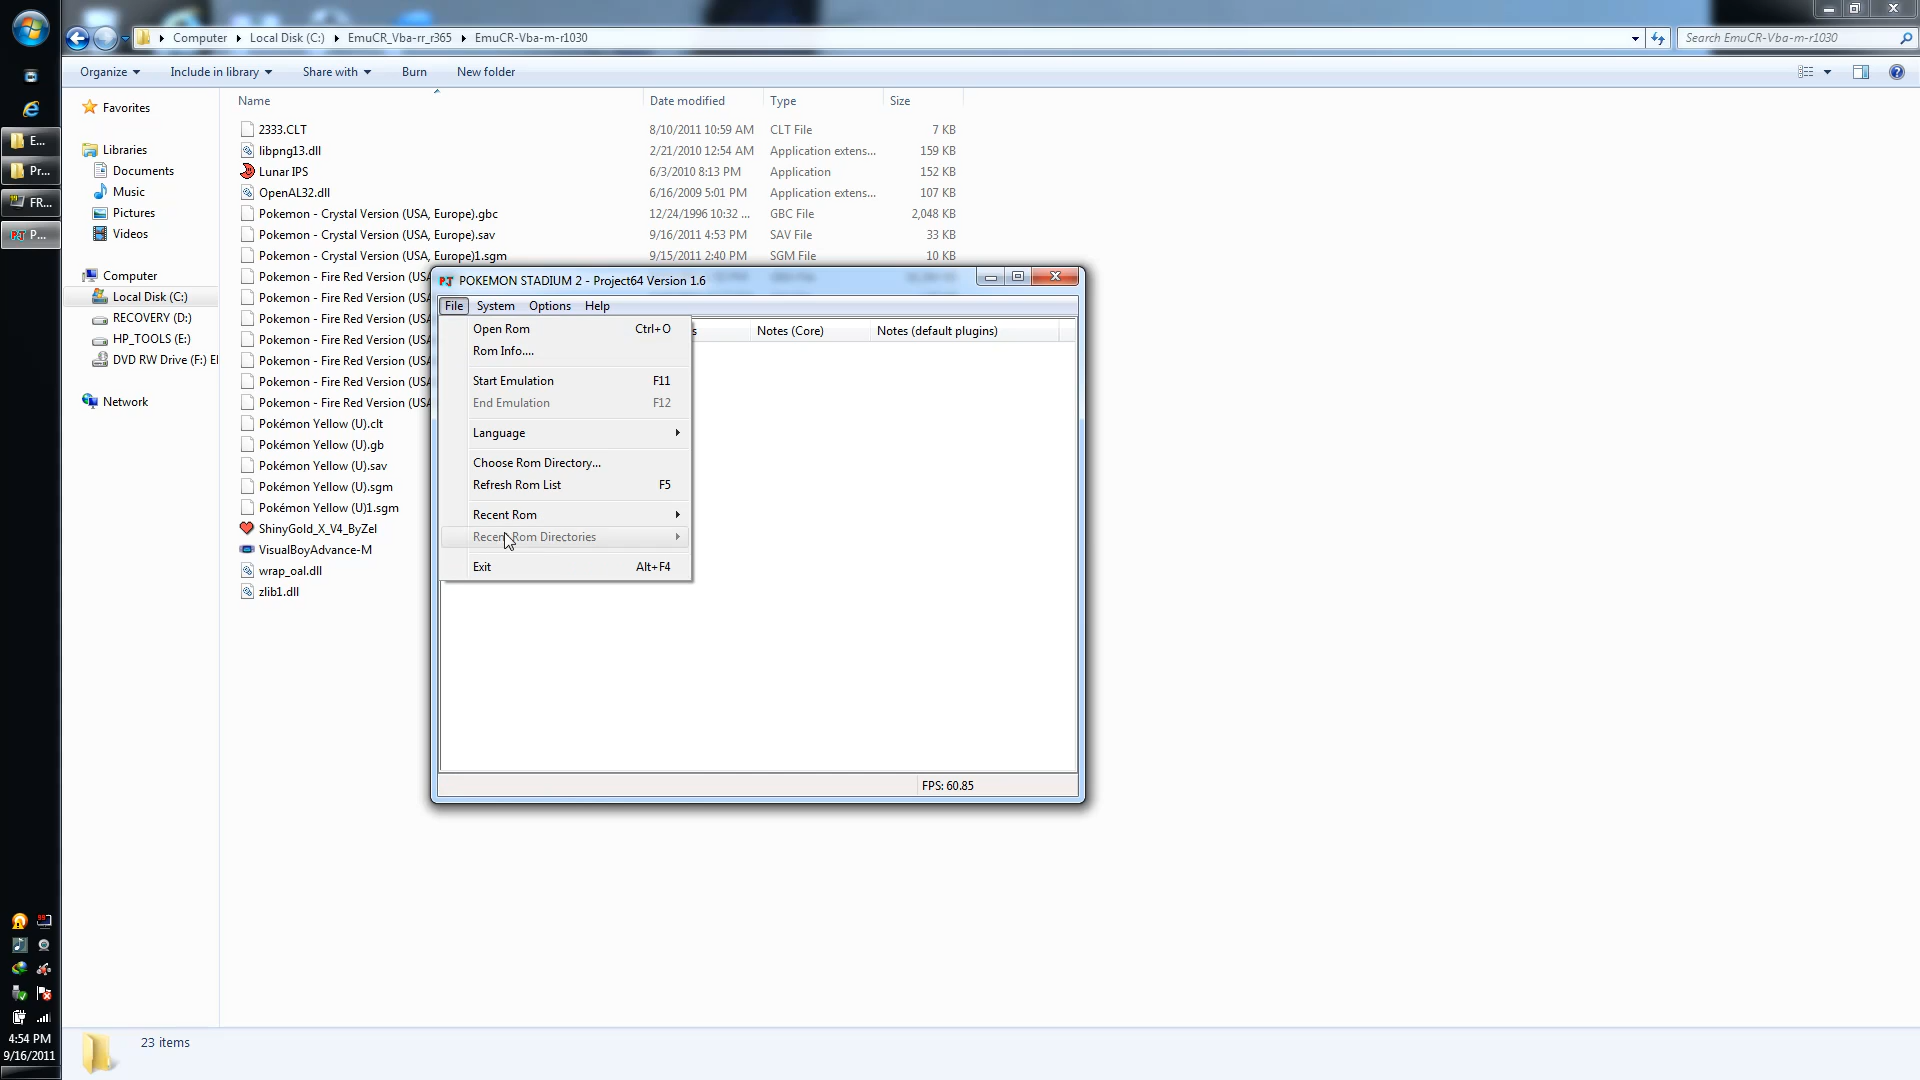 Computer Local Disk (C:) EmuCR_Vba-rr_r365 EmuCR-Vba-m-r1030 Search EmuCR-Vba-m-r1030
Organize Include in library Share with Burn New folder
Name Date modified Type Size
Favorites
Libraries
Documents
Music
Pictures
Videos
Computer
Local Disk (C:)
RECOVERY (D:)
HP_TOOLS (E:)
DVD RW Drive (F:) El
Network
E...
Pr...
FR...
P...
2333.CLT 8/10/2011 10:59 AM CLT File 7 KB
libpng13.dll 2/21/2010 12:54 AM Application extens... 159 KB
Lunar IPS 6/3/2010 8:13 PM Application 152 KB
OpenAL32.dll 6/16/2009 5:01 PM Application extens... 107 KB
Pokemon - Crystal Version (USA, Europe).gbc 12/24/1996 10:32 ... GBC File 2,048 KB
Pokemon - Crystal Version (USA, Europe).sav 9/16/2011 4:53 PM SAV File 33 KB
Pokemon - Crystal Version (USA, Europe)1.sgm 9/15/2011 2:40 PM SGM File 10 KB
Pokemon - Fire Red Version (USA
Pokemon - Fire Red Version (USA
Pokemon - Fire Red Version (USA
Pokemon - Fire Red Version (USA
Pokemon - Fire Red Version (USA
Pokemon - Fire Red Version (USA
Pokemon - Fire Red Version (USA
Pokémon Yellow (U).clt
Pokémon Yellow (U).gb
Pokémon Yellow (U).sav
Pokémon Yellow (U).sgm
Pokémon Yellow (U)1.sgm
ShinyGold_X_V4_ByZel
VisualBoyAdvance-M
wrap_oal.dll
zlib1.dll
POKEMON STADIUM 2 - Project64 Version 1.6
File System Options Help
s Notes (Core) Notes (default plugins)
Open Rom Ctrl+O
Rom Info....
Start Emulation F11
End Emulation F12
Language
Choose Rom Directory...
Refresh Rom List F5
Recent Rom
Recent Rom Directories
Exit Alt+F4
FPS: 60.85
4:54 PM
9/16/2011
23 items